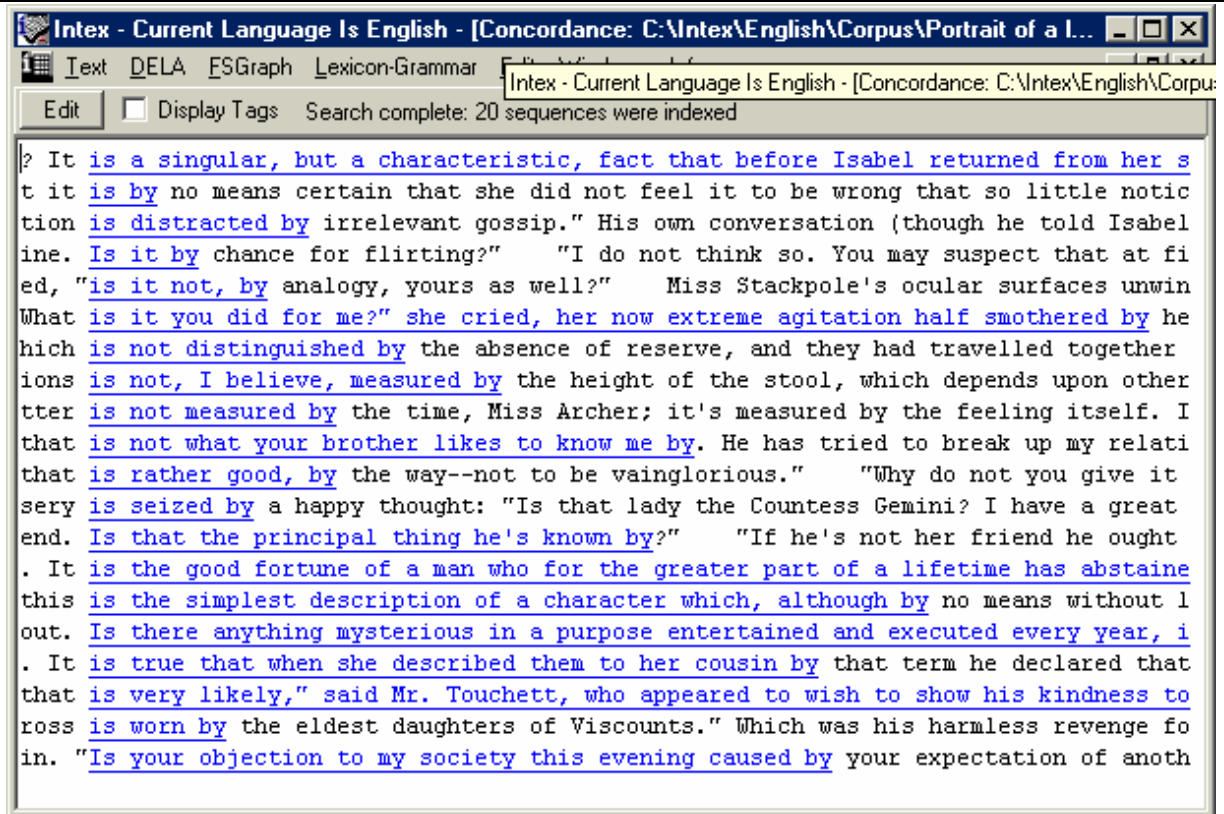 Intex - Current Language Is English - [Concordance: C:\Intex\English\Corpus\Portrait of a l...
Text DELA FSGraph Lexicon-Grammar
Intex - Current Language Is English - [Concordance: C:\Intex\English\Corpus
Edit Display Tags Search complete: 20 sequences were indexed
? It is a singular, but a characteristic, fact that before Isabel returned from her s
t it is by no means certain that she did not feel it to be wrong that so little notic
tion is distracted by irrelevant gossip." His own conversation (though he told Isabel
ine. Is it by chance for flirting?" "I do not think so. You may suspect that at fi
ed, "is it not, by analogy, yours as well?" Miss Stackpole's ocular surfaces unwin
What is it you did for me?" she cried, her now extreme agitation half smothered by he
hich is not distinguished by the absence of reserve, and they had travelled together
ions is not, I believe, measured by the height of the stool, which depends upon other
tter is not measured by the time, Miss Archer; it's measured by the feeling itself. I
that is not what your brother likes to know me by. He has tried to break up my relati
that is rather good, by the way--not to be vainglorious." "Why do not you give it
sery is seized by a happy thought: "Is that lady the Countess Gemini? I have a great
end. Is that the principal thing he's known by?" "If he's not her friend he ought
. It is the good fortune of a man who for the greater part of a lifetime has abstaine
this is the simplest description of a character which, although by no means without l
out. Is there anything mysterious in a purpose entertained and executed every year, i
. It is true that when she described them to her cousin by that term he declared that
that is very likely," said Mr. Touchett, who appeared to wish to show his kindness to
ross is worn by the eldest daughters of Viscounts." Which was his harmless revenge fo
in. "Is your objection to my society this evening caused by your expectation of anoth